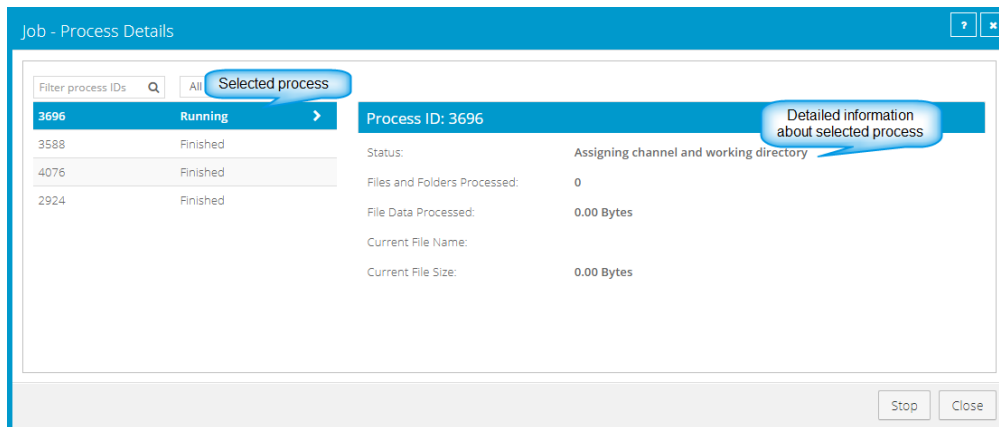 Job - Process Details
?
×
Filter process IDs
All
Selected process
3696 Running
3588 Finished
4076 Finished
2924 Finished
Process ID: 3696
Detailed information
about selected process
Status: Assigning channel and working directory
Files and Folders Processed: 0
File Data Processed: 0.00 Bytes
Current File Name:
Current File Size: 0.00 Bytes
Stop Close